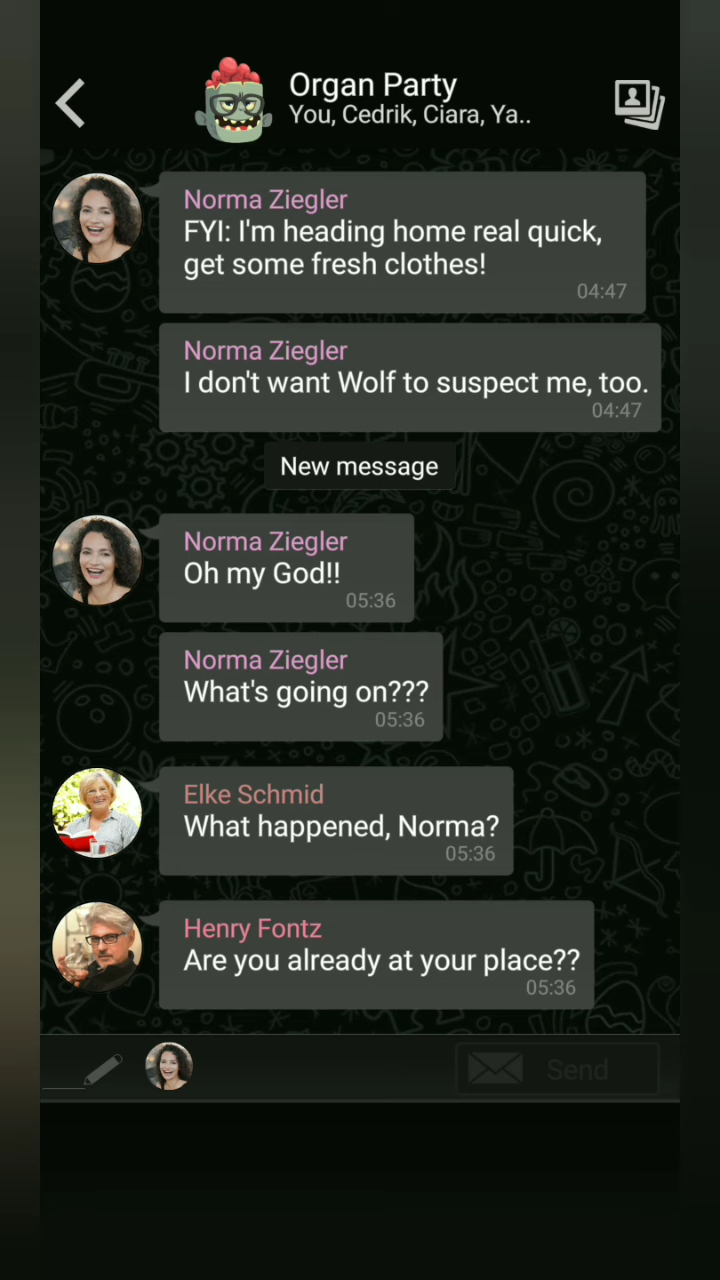 Organ Party
You, Cedrik, Ciara, Ya..
Norma Ziegler
FYI: I'm heading home real quick,
get some fresh clothes!
04:47
Norma Ziegler
I don't want Wolf to suspect me, too.
04:47
New message
Norma Ziegler
Oh my God!!
05:36
Norma Ziegler
What's going on???
05:36
Elke Schmid
What happened, Norma?
05:36
Henry Fontz
Are you already at your place??
05:36
Send